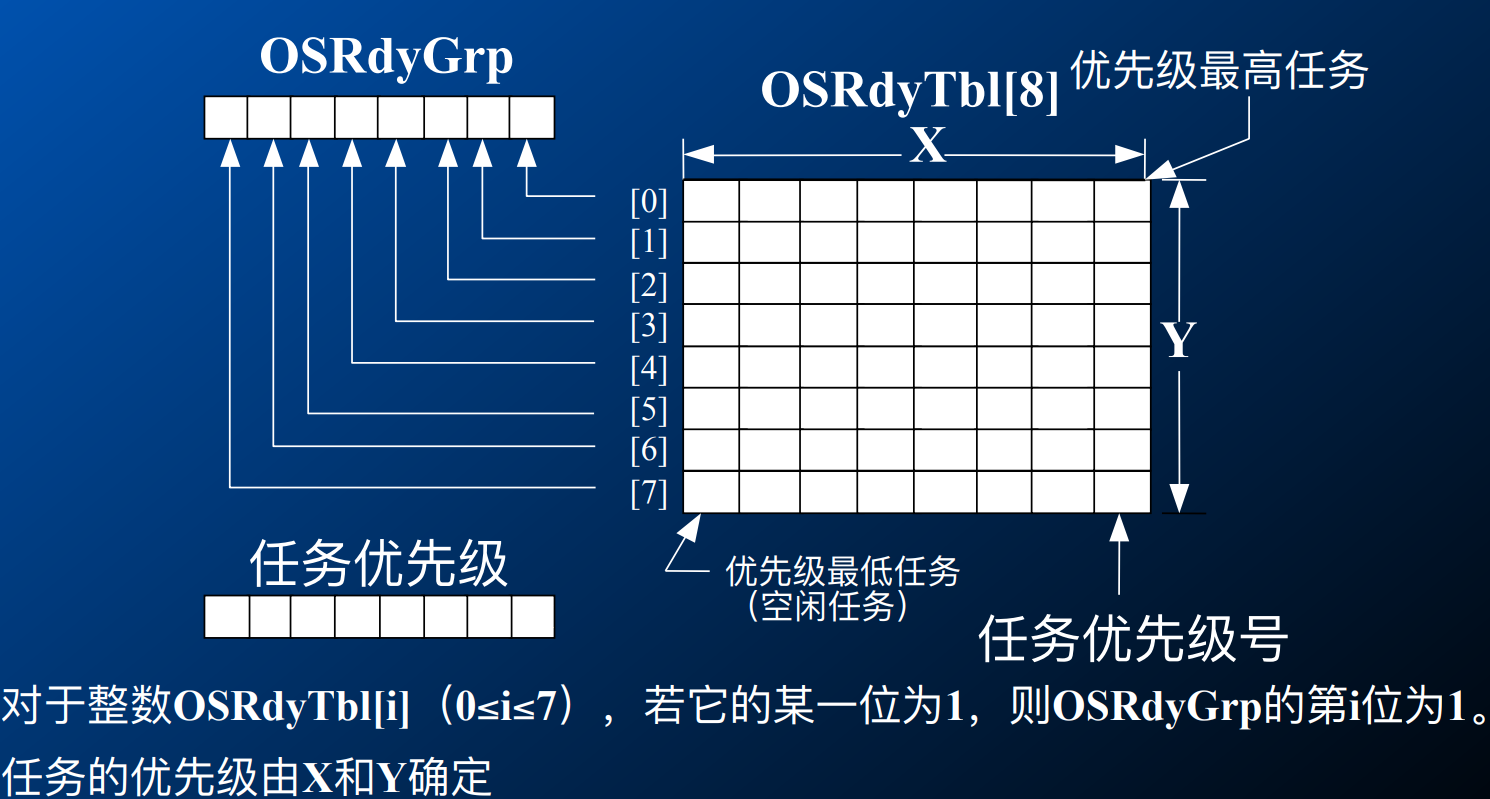 OSRdyGrp
OSRdyTbl[8]
优先级最高任务
X
[0]
[1]
[2]
[3]
[4]
[5]
[6]
[7]
Y
任务优先级
优先级最低任务
（空闲任务）
任务优先级号
对于整数OSRdyTbl[i]（0≤i≤7），若它的某一位为1，则OSRdyGrp的第i位为1。
任务的优先级由X和Y确定